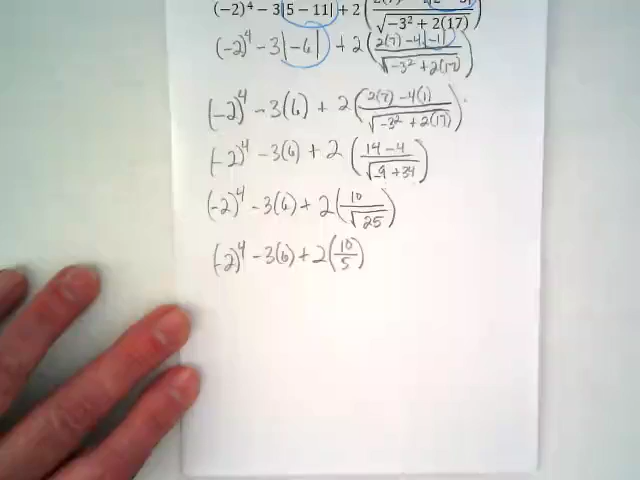 (-2)⁴ - 3|5 - 11| + 2 (/√-3² + 2(17))
(-2)⁴ - 3|-6| + 2 (2(7) - 4|-1| / √-3² + 2(17))
(-2)⁴ - 3(6) + 2 (2(7) - 4(1) / √-3² + 2(17))
(-2)⁴ - 3(6) + 2 (14 - 4 / √-9 + 34)
(-2)⁴ - 3(6) + 2 (10 / √25)
(-2)⁴ - 3(6) + 2 (10 / 5)